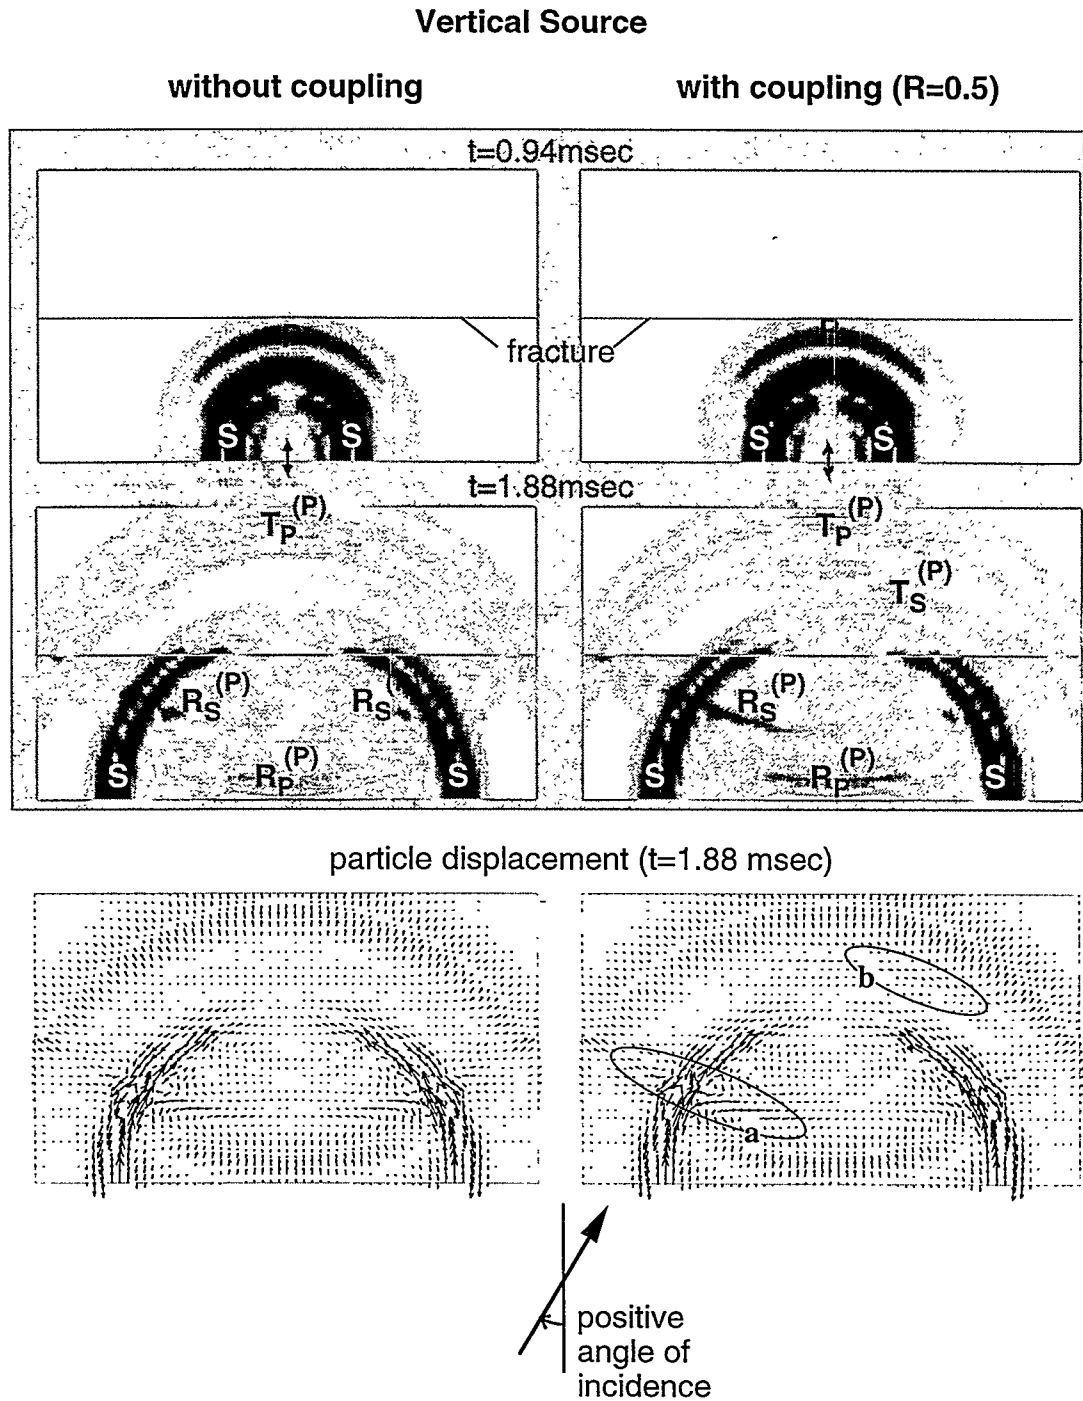 Vertical Source
without coupling
with coupling (R=0.5)
t=0.94msec
P
P
fracture
S
S
S
S
t=1.88msec
T_P^(P)
T_P^(P)
T_S^(P)
R_S^(P)
R_S^(
R_S^(P)
R_P^(P)
R_P^(P)
S
S
S
S
particle displacement (t=1.88 msec)
b
a
positive
angle of
incidence